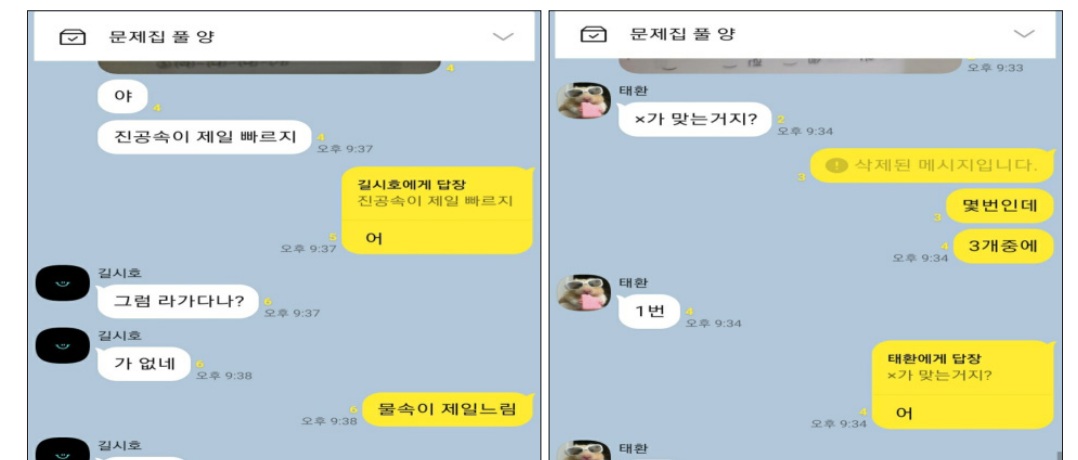 문제집 풀 양
4
야
4
진공속이 제일 빠르지
4
오후 9:37
길시호에게 답장
진공속이 제일 빠르지
어
5
오후 9:37
길시호
그럼 라가다나?
6
오후 9:37
길시호
가 없네
6
오후 9:38
물속이 제일느림
6
오후 9:38
길시호
문제집 풀 양
오후 9:33
태환
×가 맞는거지?
2
오후 9:34
삭제된 메시지입니다.
3
몇번인데
3
3개중에
4
오후 9:34
태환
1번
4
오후 9:34
태환에게 답장
×가 맞는거지?
어
4
오후 9:34
태환